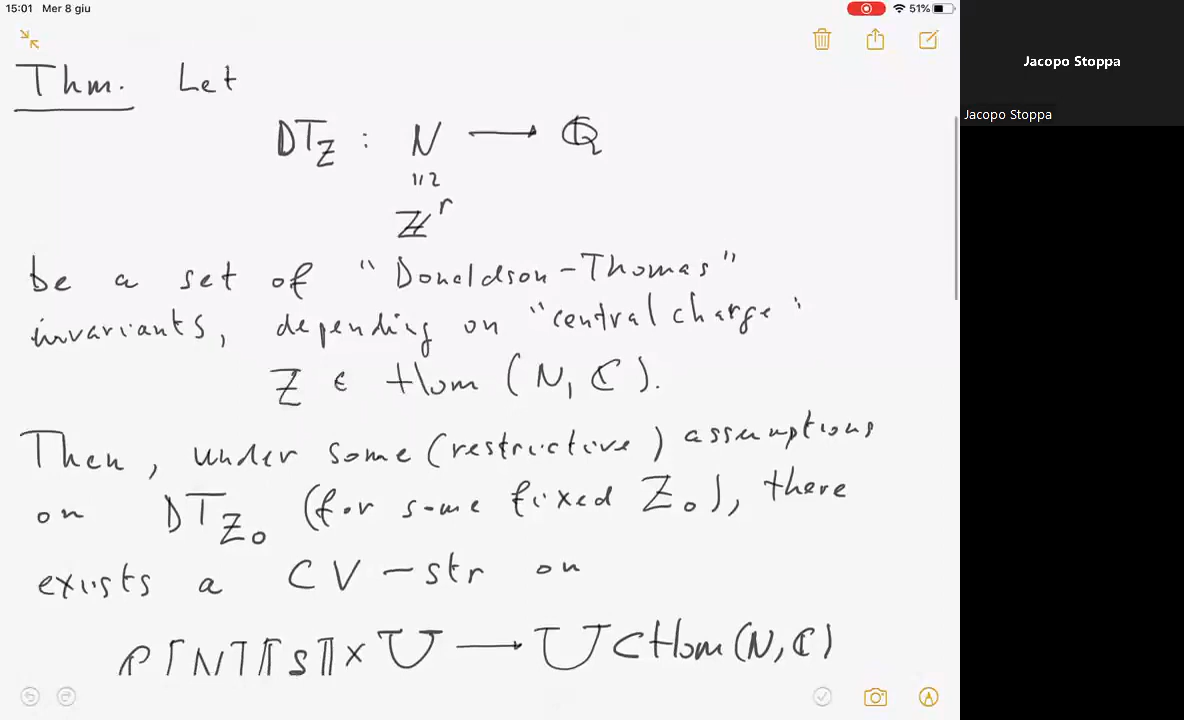 15:01 Mer 8 giu
51%
Thm. Let
DT_Z : N ⟶ ℚ
≅
ℤ^r
be a set of "Donaldson-Thomas"
invariants, depending on "central charge"
Z ∈ Hom (N, ℂ).
Then, under some (restrictive) assumptions
on DT_{Z_0} (for some fixed Z_0), there
exists a CV-str on
[N][[s]] × U ⟶ U ⊂ Hom (N, ℂ)
Jacopo Stoppa
Jacopo Stoppa